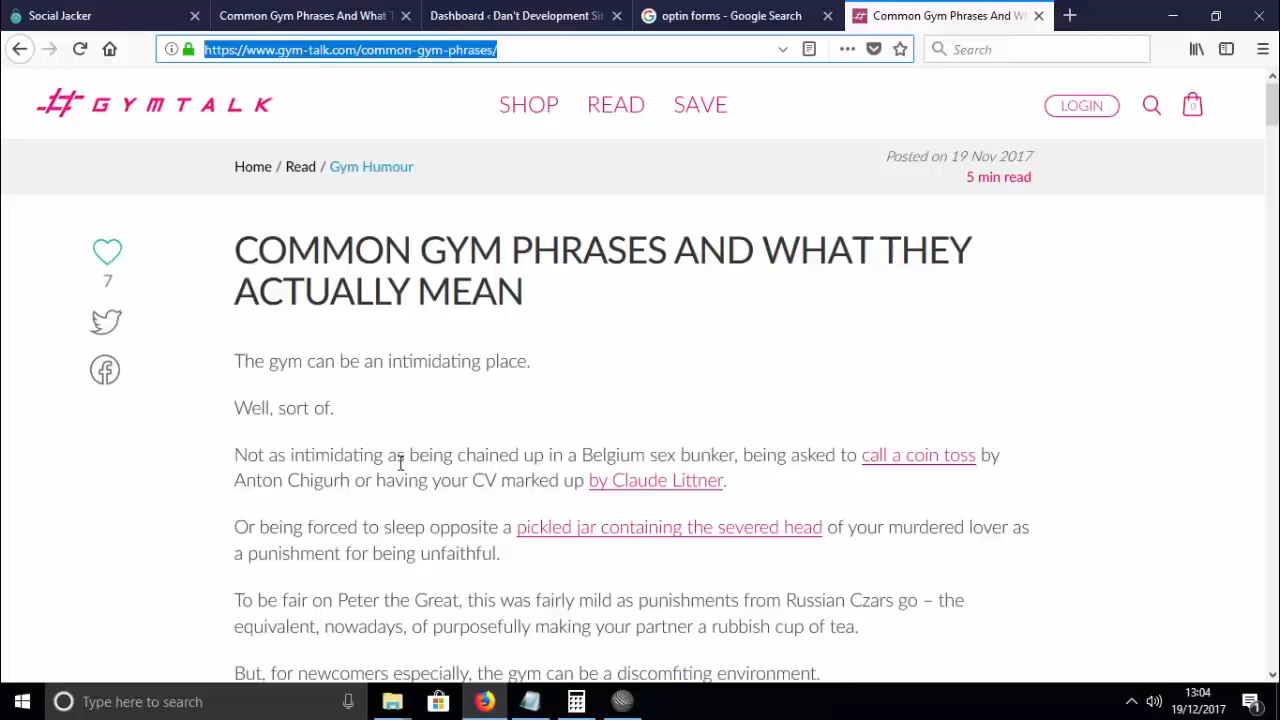 Social Jacker
Common Gym Phrases And What T
Dashboard ‹ Dan't Development Si
optin forms - Google Search
Common Gym Phrases And W
https://www.gym-talk.com/common-gym-phrases/
Search
GYMTALK
SHOP READ SAVE
LOGIN
0
Home / Read / Gym Humour
Posted on 19 Nov 2017
5 min read
7
COMMON GYM PHRASES AND WHAT THEY
ACTUALLY MEAN
The gym can be an intimidating place.
Well, sort of.
Not as intimidating as being chained up in a Belgium sex bunker, being asked to call a coin toss by
Anton Chigurh or having your CV marked up by Claude Littner.
Or being forced to sleep opposite a pickled jar containing the severed head of your murdered lover as
a punishment for being unfaithful.
To be fair on Peter the Great, this was fairly mild as punishments from Russian Czars go – the
equivalent, nowadays, of purposefully making your partner a rubbish cup of tea.
But, for newcomers especially, the gym can be a discomfiting environment.
Type here to search
13:04
19/12/2017
1